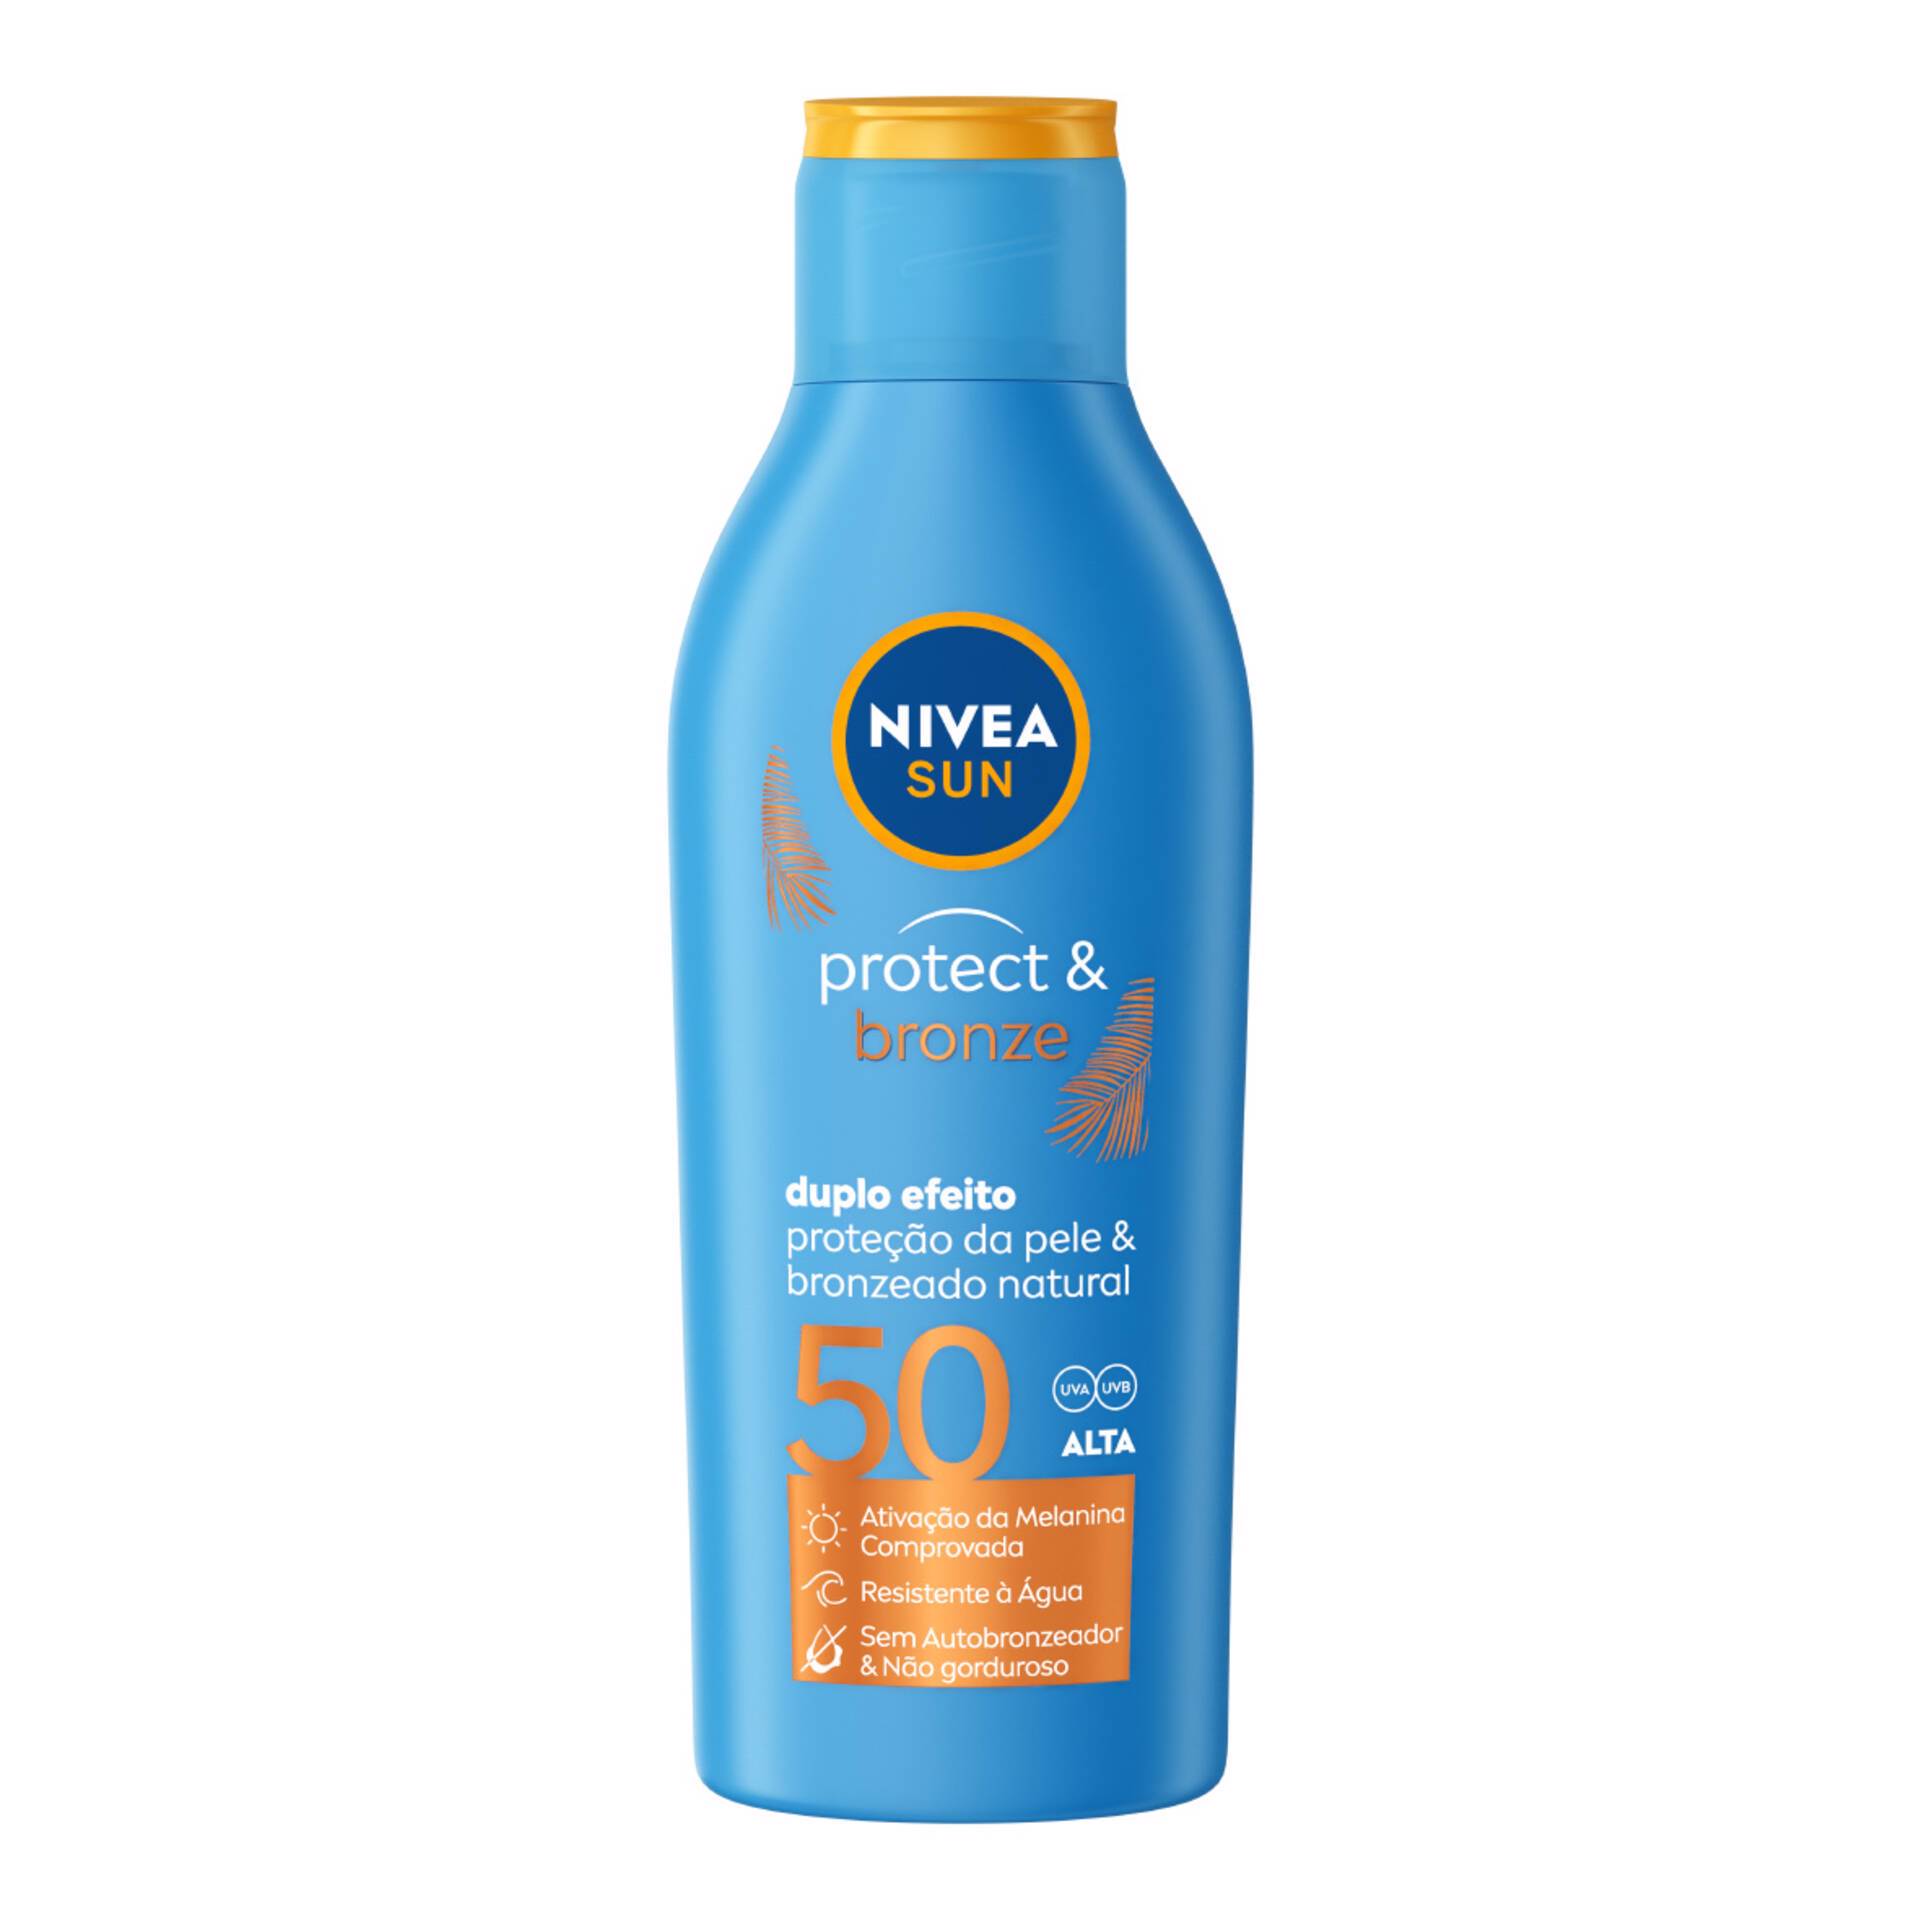 NIVEA
SUN
protect &
bronze
duplo efeito
proteção da pele &
bronzeado natural
50
UVA UVB
ALTA
Ativação da Melanina
Comprovada
Resistente à Água
Sem Autobronzeador
& Não gorduroso